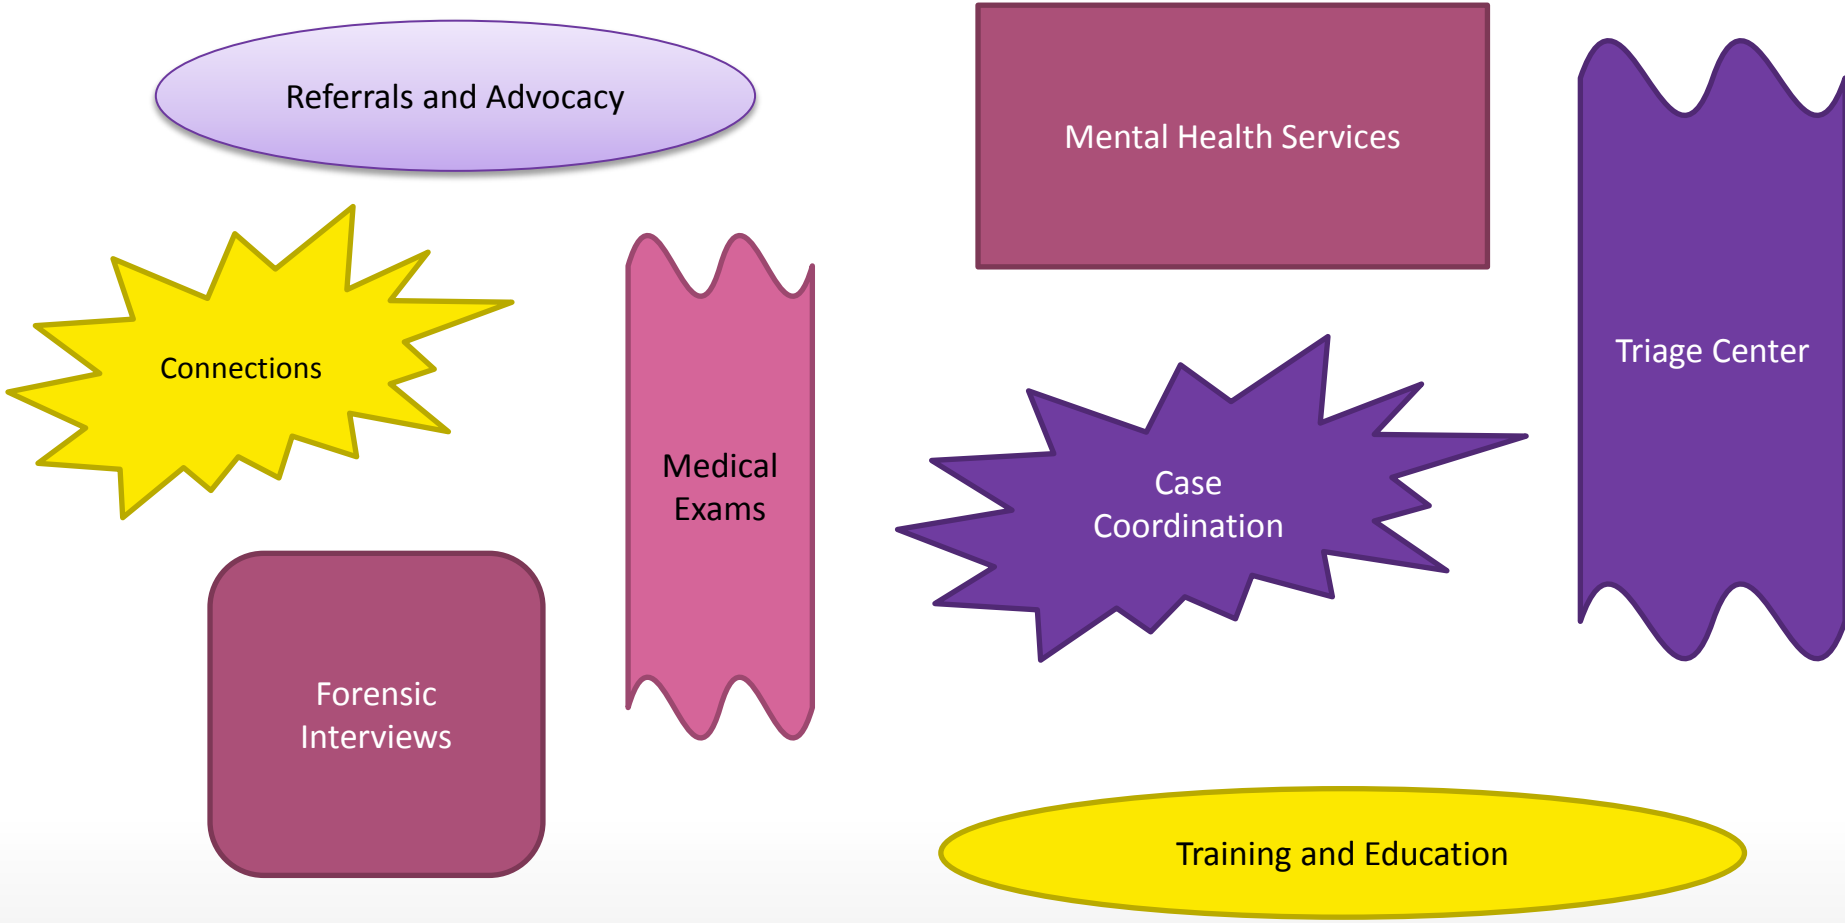 Referrals and Advocacy
Mental Health Services
Triage Center
Connections
Medical
Exams
Case
Coordination
Forensic
Interviews
Training and Education